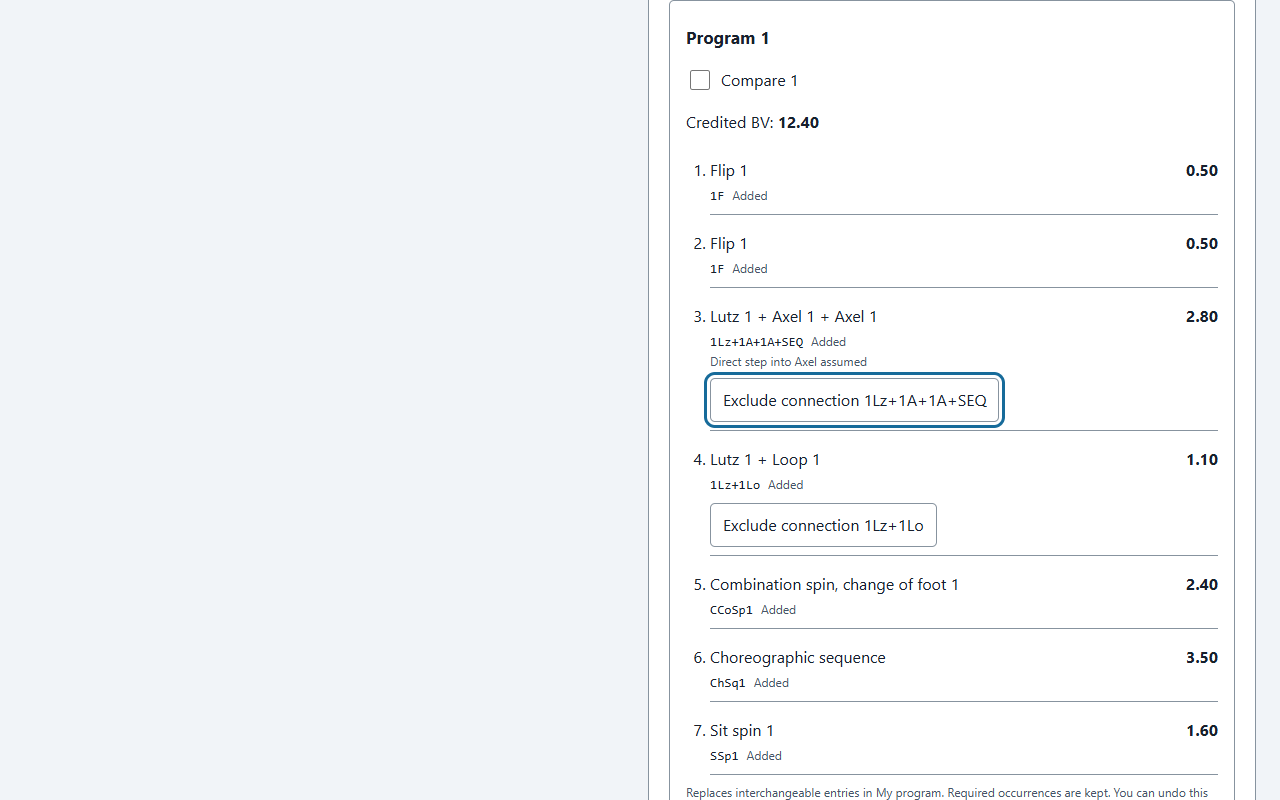 Program 1
Compare 1
Credited BV: 12.40
1. Flip 1 0.50
1F Added
2. Flip 1 0.50
1F Added
3. Lutz 1 + Axel 1 + Axel 1 2.80
1Lz+1A+1A+SEQ Added
Direct step into Axel assumed
Exclude connection 1Lz+1A+1A+SEQ
4. Lutz 1 + Loop 1 1.10
1Lz+1Lo Added
Exclude connection 1Lz+1Lo
5. Combination spin, change of foot 1 2.40
CCoSp1 Added
6. Choreographic sequence 3.50
ChSq1 Added
7. Sit spin 1 1.60
SSp1 Added
Replaces interchangeable entries in My program. Required occurrences are kept. You can undo this